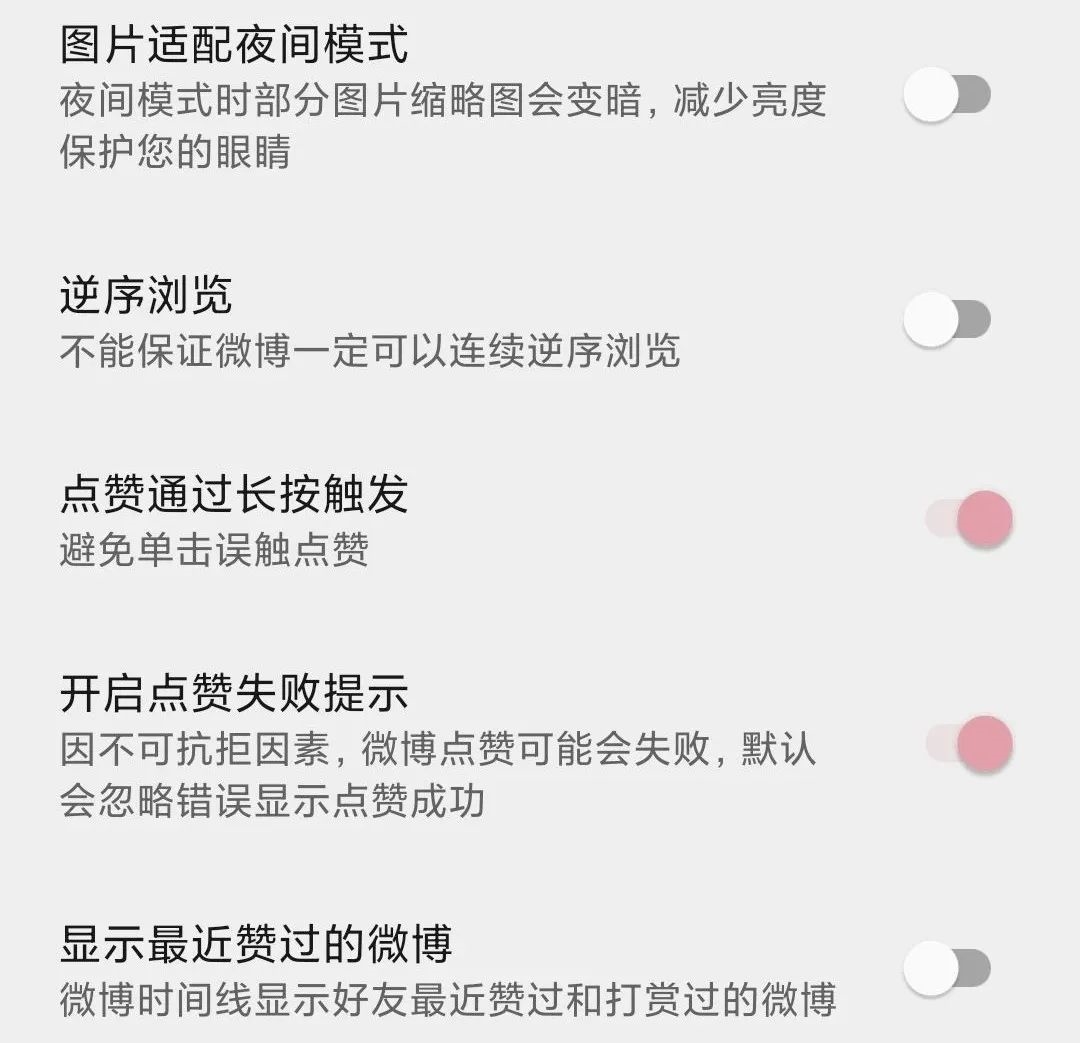 图片适配夜间模式
夜间模式时部分图片缩略图会变暗，减少亮度
保护您的眼睛
逆序浏览
不能保证微博一定可以连续逆序浏览
点赞通过长按触发
避免单击误触点赞
开启点赞失败提示
因不可抗拒因素，微博点赞可能会失败，默认
会忽略错误显示点赞成功
显示最近赞过的微博
微博时间线显示好友最近赞过和打赏过的微博